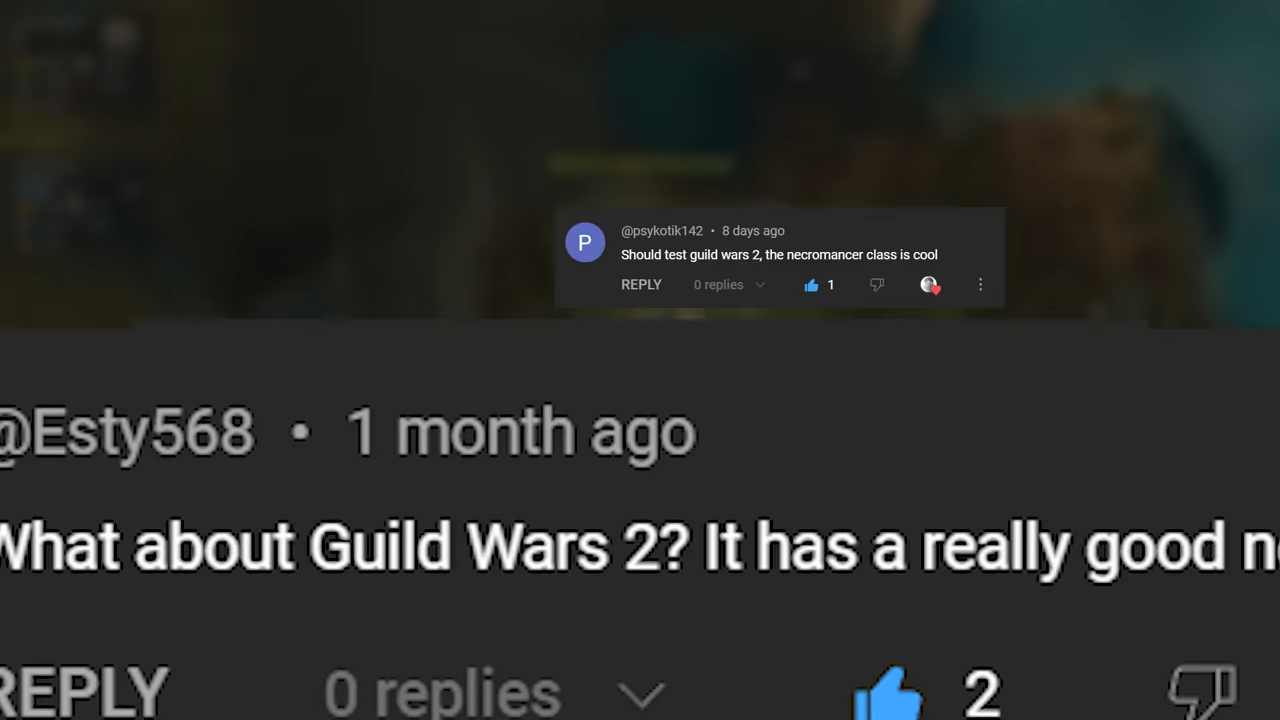 P
@psykotik142 • 8 days ago
Should test guild wars 2, the necromancer class is cool
REPLY 0 replies 1
@Esty568 • 1 month ago
What about Guild Wars 2? It has a really good
REPLY 0 replies 2